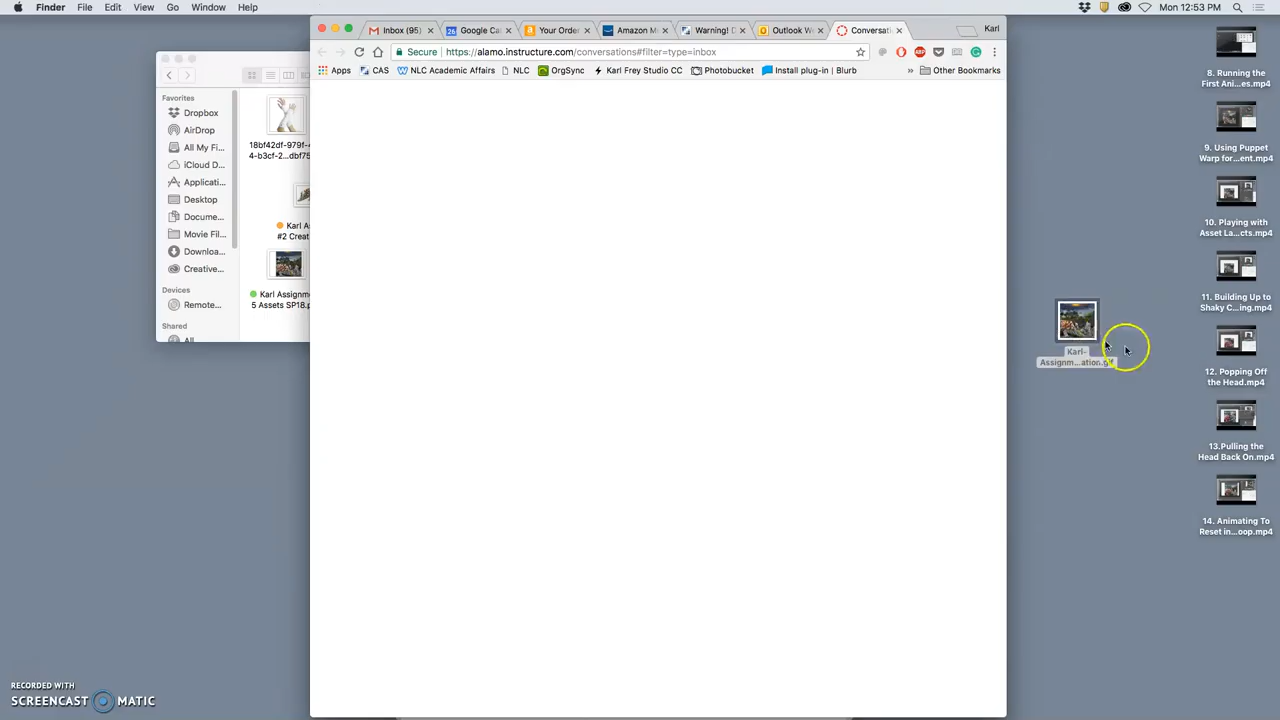 Finder File Edit View Go Window Help Mon 12:53 PM
Inbox (95) Google Ca Your Order Amazon M Warning! D Outlook W Conversati Karl
Secure https://alamo.instructure.com/conversations#filter=type=inbox
Apps CAS NLC Academic Affairs NLC OrgSync Karl Frey Studio CC Photobucket Install plug-in | Blurb » Other Bookmarks
Favorites
Dropbox
AirDrop
All My Fi...
iCloud D...
Applicati...
Desktop
Docume...
Movie Fil...
Downloa...
Creative...
Devices
Remote...
Shared
All
18bf42df-979f-4
4-b3cf-2...dbf75
Karl As
#2 Creat
Karl Assignm
5 Assets SP18.p
Karl-
Assignm...ation.gif
8. Running the
First Ani...es.mp4
9. Using Puppet
Warp for...ent.mp4
10. Playing with
Asset La...cts.mp4
11. Building Up to
Shaky C...ing.mp4
12. Popping Off
the Head.mp4
13.Pulling the
Head Back On.mp4
14. Animating To
Reset in...oop.mp4
RECORDED WITH
SCREENCAST MATIC